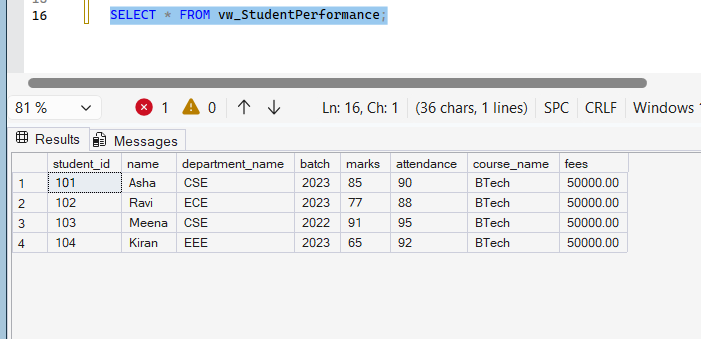 16 SELECT * FROM vw_StudentPerformance;
81 % 1 0 Ln: 16, Ch: 1 (36 chars, 1 lines) SPC CRLF Windows
Results Messages
student_id name department_name batch marks attendance course_name fees
1 101 Asha CSE 2023 85 90 BTech 50000.00
2 102 Ravi ECE 2023 77 88 BTech 50000.00
3 103 Meena CSE 2022 91 95 BTech 50000.00
4 104 Kiran EEE 2023 65 92 BTech 50000.00